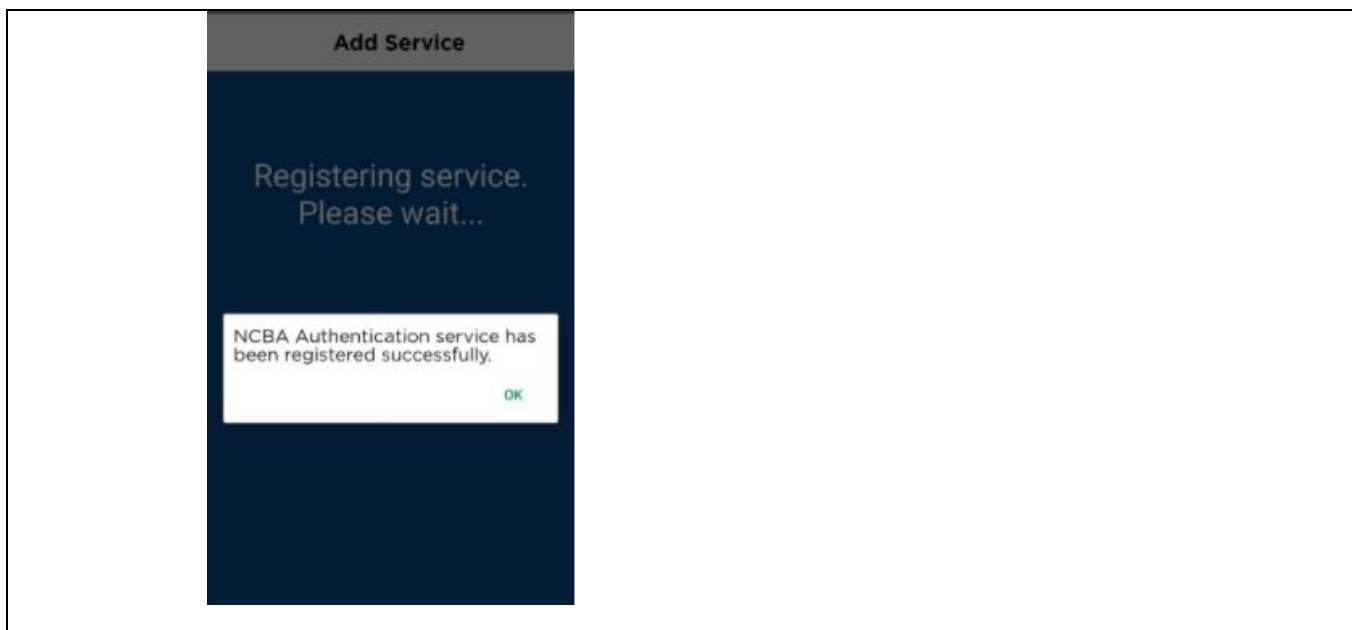 Add Service
Registering service.
Please wait...
NCBA Authentication service has
been registered successfully.
OK